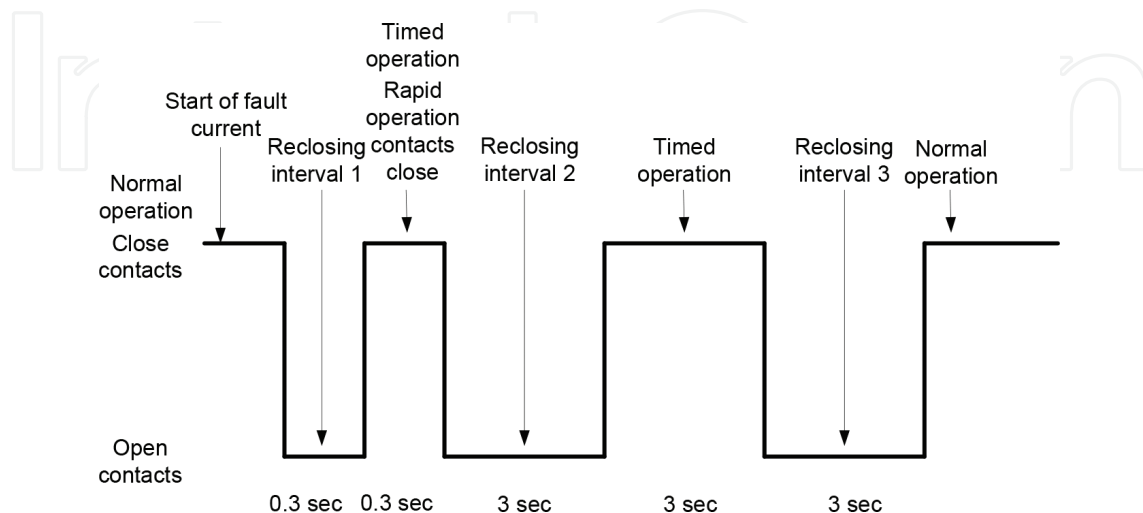 Timed
operation
Rapid
operation
contacts
close
Start of fault
current
Reclosing
interval 1
Reclosing
interval 2
Timed
operation
Reclosing
interval 3
Normal
operation
Normal
operation
Close
contacts
Open
contacts
0.3 sec 0.3 sec 3 sec 3 sec 3 sec